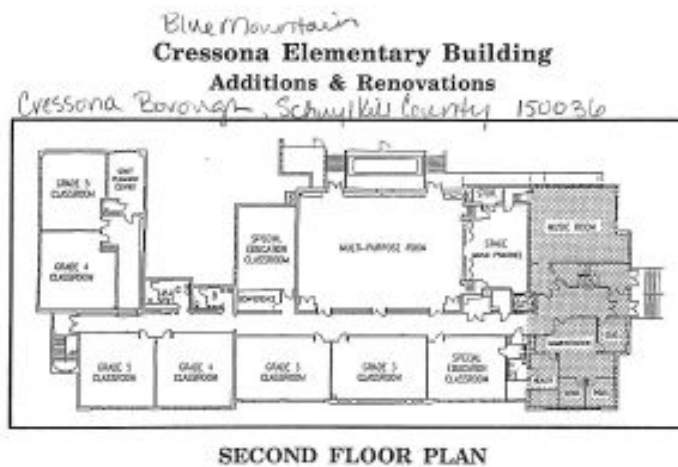 Blue Mountain
Cressona Elementary Building
Additions & Renovations
Cressona Borough, Schuylkill County 150036
GRADE 5
CLASSROOM
GRADE 4
CLASSROOM
SPECIAL
EDUCATION
CLASSROOM
CONFERENCE
MULTI-PURPOSE ROOM
STOR.
STAGE
MUSIC ROOM
GRADE 5
CLASSROOM
GRADE 4
CLASSROOM
GRADE 3
CLASSROOM
GRADE 3
CLASSROOM
SPECIAL
EDUCATION
CLASSROOM
HEALTH
SECOND FLOOR PLAN